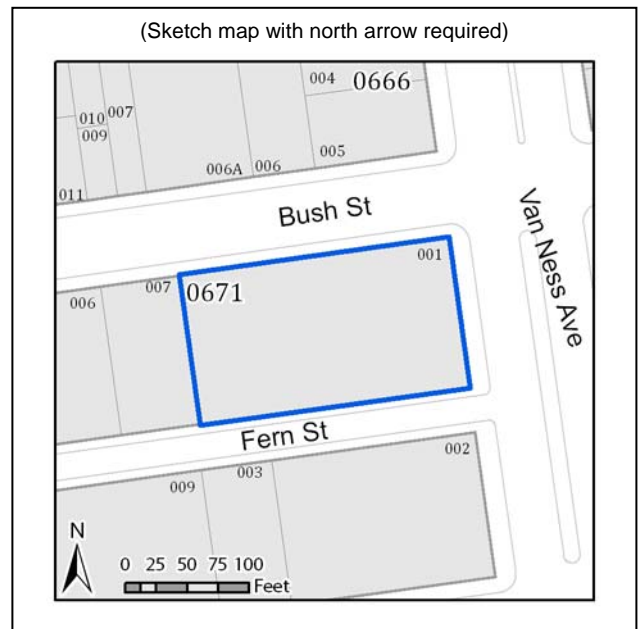 (Sketch map with north arrow required)
004 0666
010 007
009
006A 006 005
011
Bush St
Van Ness Ave
001
007 0671
006
Fern St
002
003
009
N
0 25 50 75 100
Feet